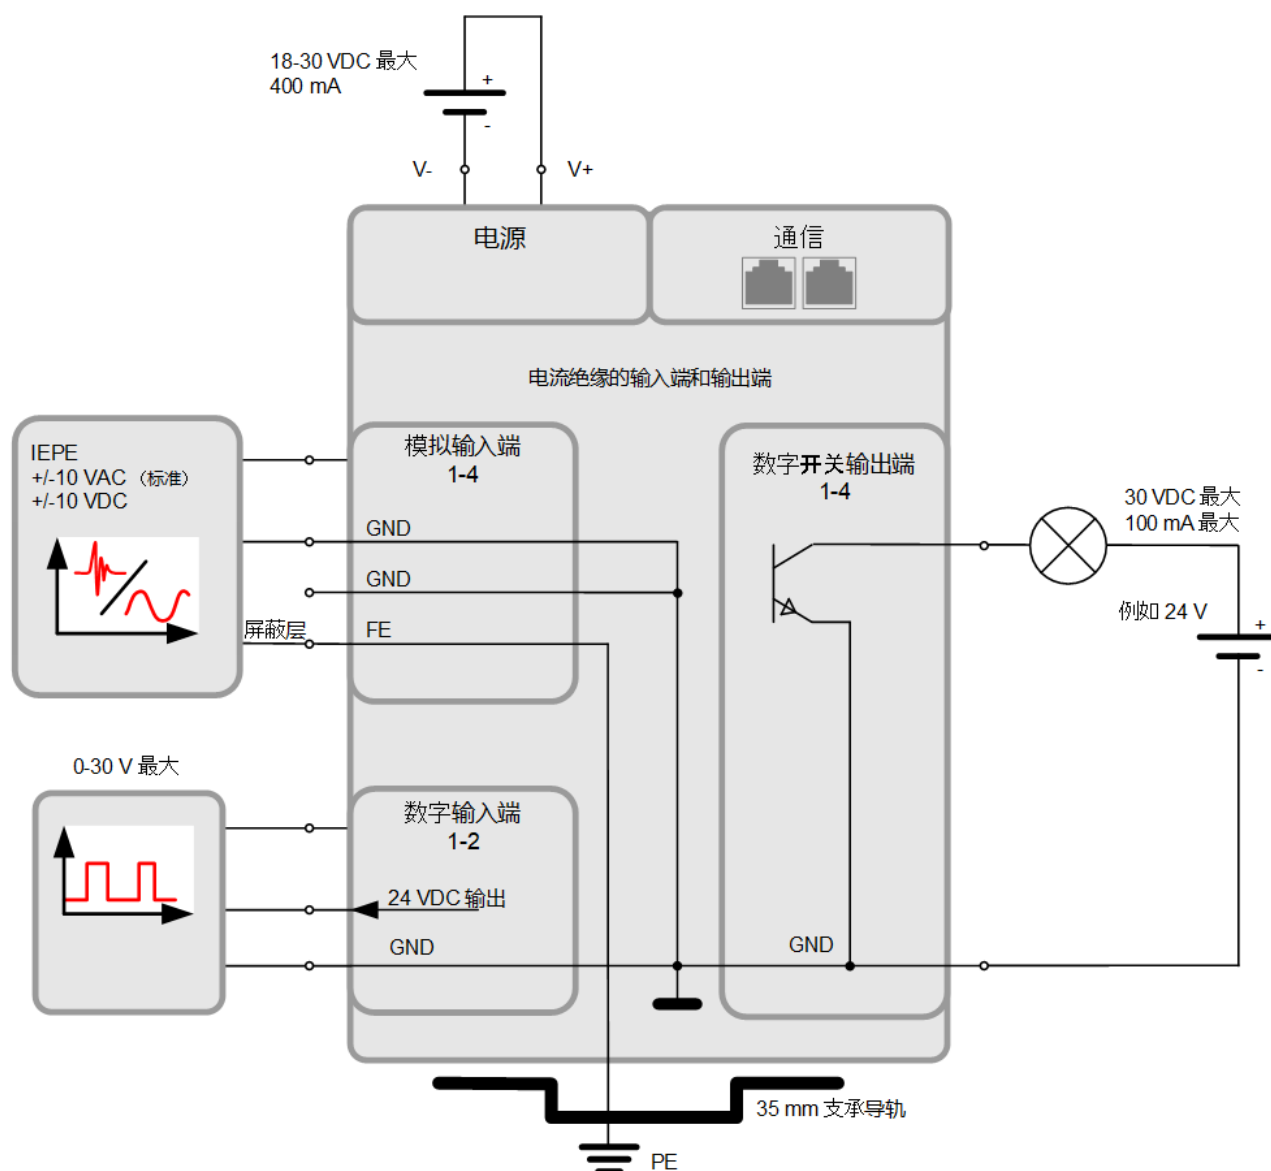 18-30 VDC 最大
400 mA
+
-
V-
V+
电源
通信
电流绝缘的输入端和输出端
IEPE
+/-10 VAC (标准)
+/-10 VDC
模拟输入端
1-4
GND
GND
屏蔽层
FE
数字开关输出端
1-4
30 VDC 最大
100 mA 最大
例如 24 V
+
-
0-30 V 最大
数字输入端
1-2
24 VDC 输出
GND
GND
35 mm 支承导轨
PE